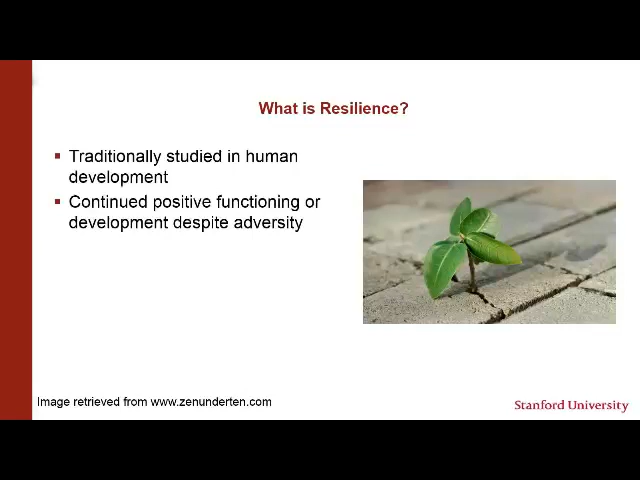 What is Resilience?
▪ Traditionally studied in human
development
▪ Continued positive functioning or
development despite adversity
Image retrieved from www.zenunderten.com
Stanford University